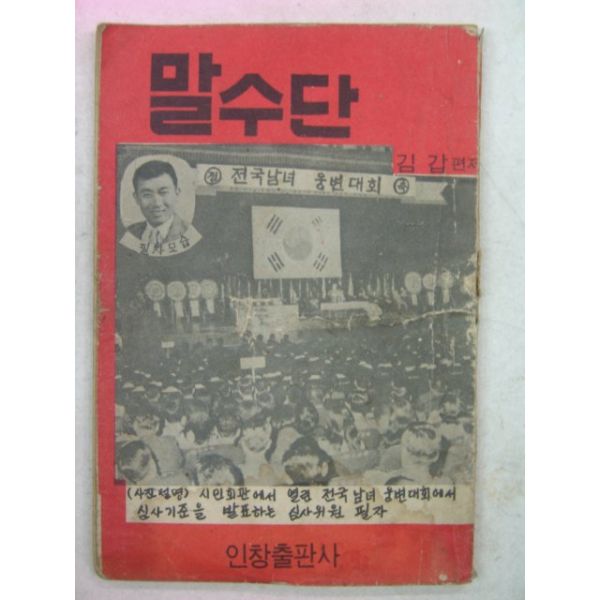 말수단
김 갑 편저
전국남녀 웅변대회
필자모습
(사진설명) 시민회관에서 열린 전국남녀 웅변대회에서
심사기준을 발표하는 심사위원 필자
인창출판사